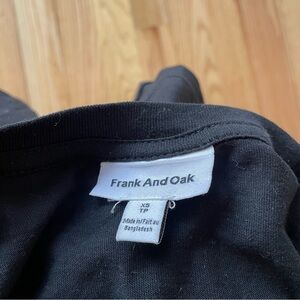 Frank And Oak
XS
TP
Made in/Fait au
Bangladesh